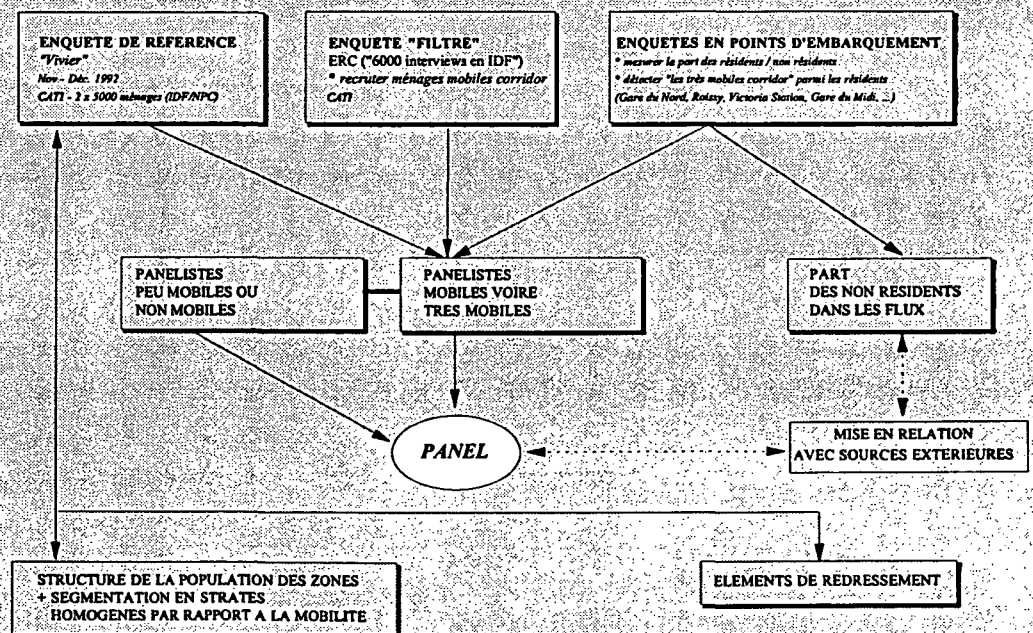 ENQUETE DE REFERENCE
"Vivier"
Nov - Déc. 1992
CATI - 2 x 5000 ménages (IDF/NPC)
ENQUETE "FILTRE"
ERC ("6000 interviews en IDF")
* recruter ménages mobiles corridor
CATI
ENQUETES EN POINTS D'EMBARQUEMENT
* mesurer la part des résidents / non résidents
* détecter "les très mobiles corridor" parmi les résidents
(Gare du Nord, Roissy, Victoria Station, Gare du Midi, ...)
PANELISTES
PEU MOBILES OU
NON MOBILES
PANELISTES
MOBILES VOIRE
TRES MOBILES
PART
DES NON RESIDENTS
DANS LES FLUX
PANEL
MISE EN RELATION
AVEC SOURCES EXTERIEURES
STRUCTURE DE LA POPULATION DES ZONES
+ SEGMENTATION EN STRATES
HOMOGENES PAR RAPPORT A LA MOBILITE
ELEMENTS DE REDRESSEMENT